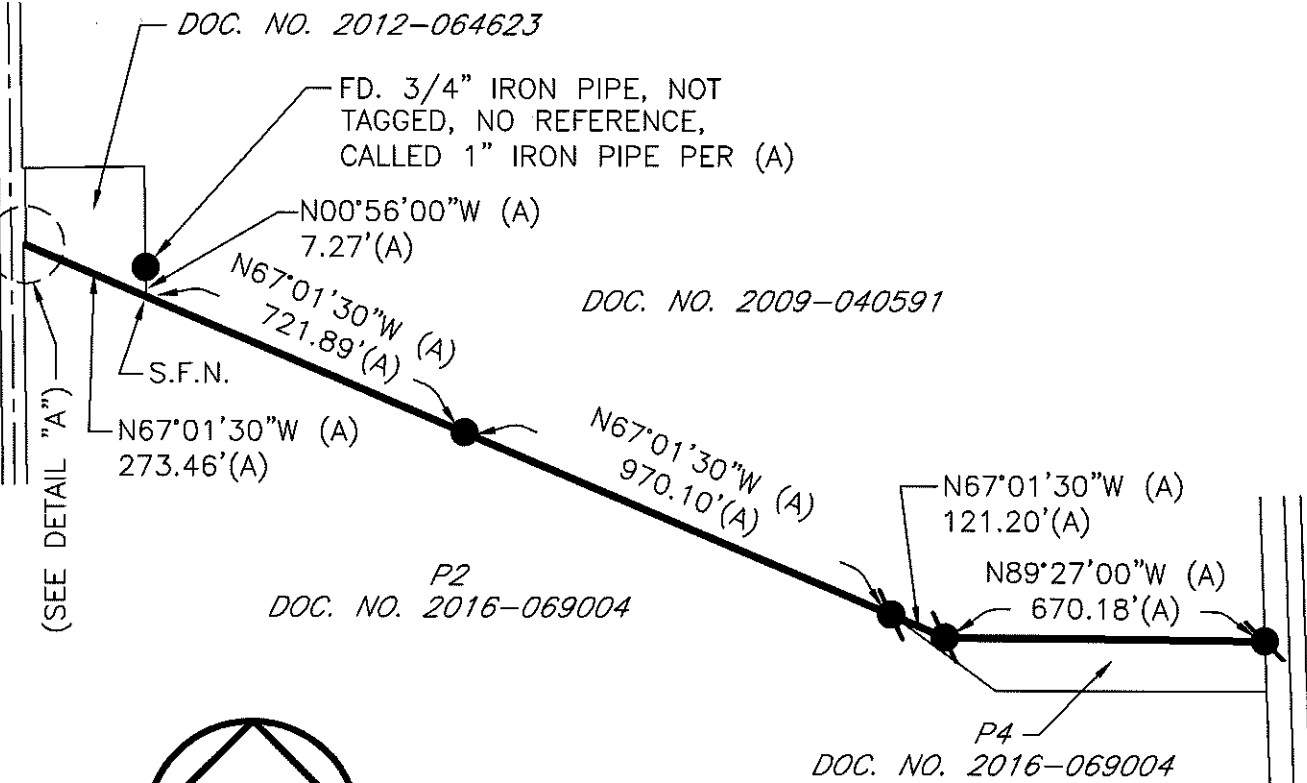 DOC. NO. 2012-064623
FD. 3/4" IRON PIPE, NOT
TAGGED, NO REFERENCE,
CALLED 1" IRON PIPE PER (A)
N00°56'00"W (A)
7.27'(A)
N67°01'30"W (A)
721.89'(A)
DOC. NO. 2009-040591
S.F.N.
(SEE DETAIL "A")
N67°01'30"W (A)
273.46'(A)
N67°01'30"W (A)
970.10'(A)
N67°01'30"W (A)
121.20'(A)
N89°27'00"W (A)
670.18'(A)
P2
DOC. NO. 2016-069004
P4
DOC. NO. 2016-069004